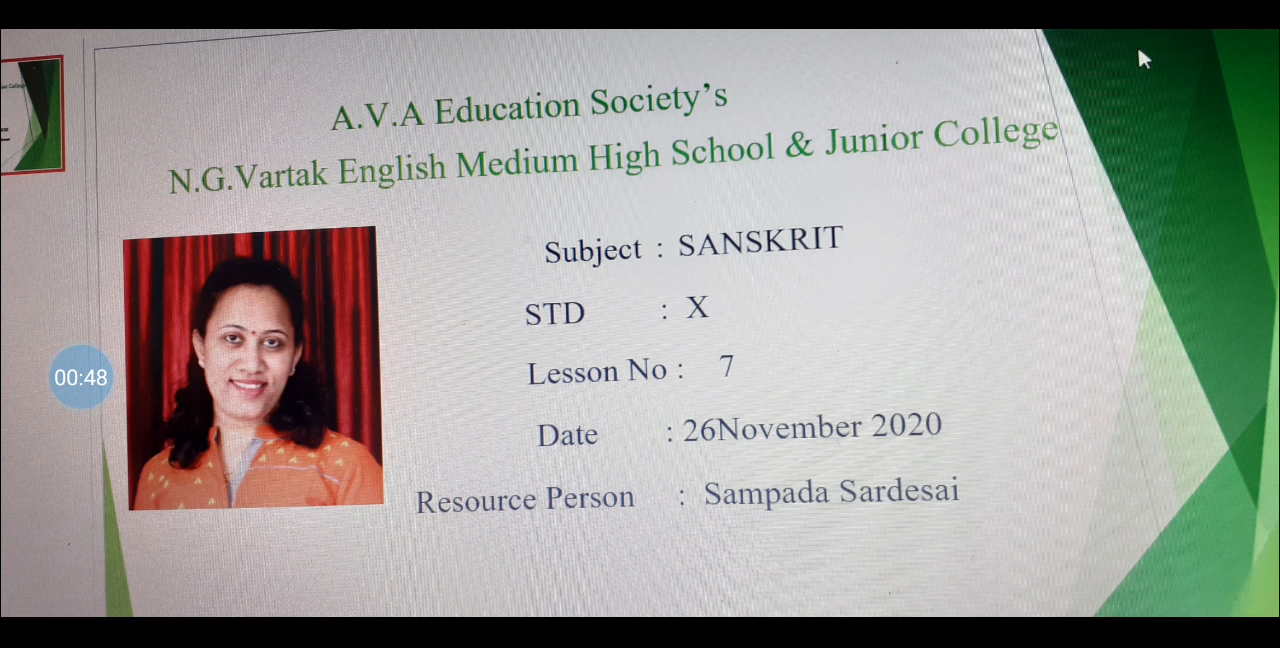 A.V.A Education Society's
N.G.Vartak English Medium High School & Junior College
Subject : SANSKRIT
STD : X
Lesson No : 7
Date : 26November 2020
Resource Person : Sampada Sardesai
00:48